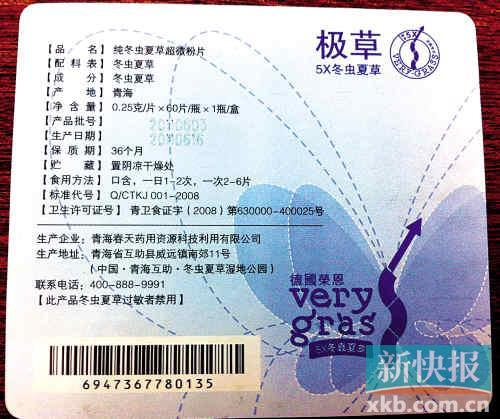 【品　　名】 纯冬虫夏草超微粉片
【配 料 表】 冬虫夏草
【成　　分】 冬虫夏草
【产　　地】 青海
【净 含 量】 0.25克/片×60片/瓶×1瓶/盒
【产品批号】
【生产日期】
【保 质 期】 36个月
【贮　　藏】 置阴凉干燥处
【食用方法】 口含，一日1-2次，一次2-6片
【标准代号】 Q/CTKJ 001-2008
【卫生许可证号】 青卫食证字（2008）第630000-400025号
生产企业：青海春天药用资源科技利用有限公司
生产地址：青海省互助县威远镇南郊11号
（中国·青海互助·冬虫夏草湿地公园）
联系电话：400-888-9991
【此产品冬虫夏草过敏者禁用】
6947367780135
极草
5X冬虫夏草
5X
VERYGRASS
德國榮恩
very
gras
5X冬虫夏草
新快报
xkb.com.cn